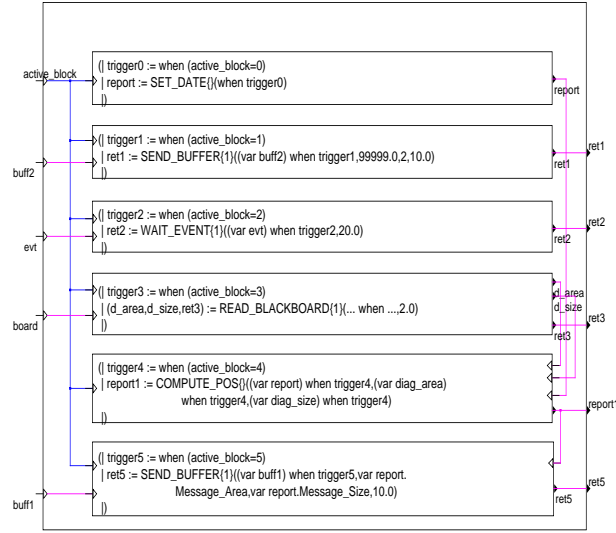 active_block
(| trigger0 := when (active_block=0)
| report := SET_DATE{}(when trigger0)
|)
report
(| trigger1 := when (active_block=1)
| ret1 := SEND_BUFFER{1}((var buff2) when trigger1,99999.0,2,10.0)
|)
buff2
ret1
ret1
(| trigger2 := when (active_block=2)
| ret2 := WAIT_EVENT{1}((var evt) when trigger2,20.0)
|)
evt
ret2
ret2
(| trigger3 := when (active_block=3)
| (d_area,d_size,ret3) := READ_BLACKBOARD{1}(... when ...,2.0)
|)
board
d_area
d_size
ret3
ret3
(| trigger4 := when (active_block=4)
| report1 := COMPUTE_POS{}((var report) when trigger4,(var diag_area)
when trigger4,(var diag_size) when trigger4)
|)
report1
(| trigger5 := when (active_block=5)
| ret5 := SEND_BUFFER{1}((var buff1) when trigger5,var report.
Message_Area,var report.Message_Size,10.0)
|)
buff1
ret5
ret5